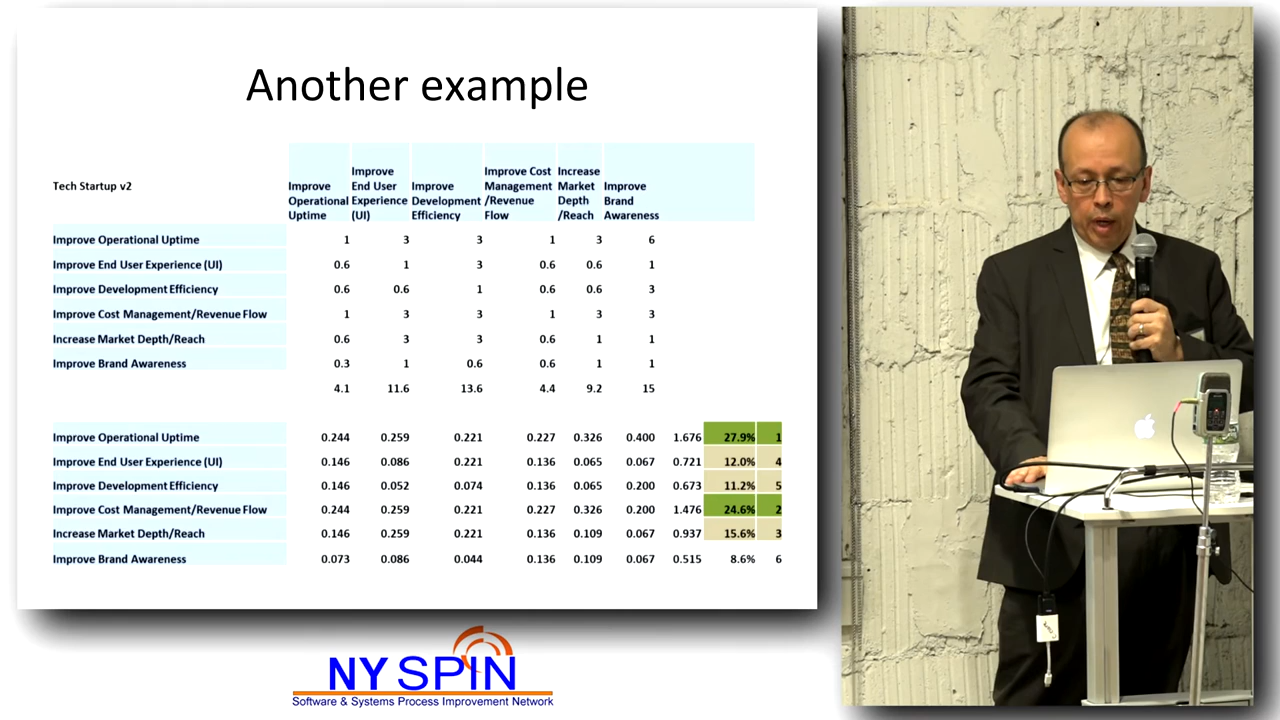 Another example
Tech Startup v2
Improve Operational Uptime
Improve End User Experience (UI)
Improve Development Efficiency
Improve Cost Management /Revenue Flow
Increase Market Depth /Reach
Improve Brand Awareness
Improve Operational Uptime 1 3 3 1 3 6
Improve End User Experience (UI) 0.6 1 3 0.6 0.6 1
Improve Development Efficiency 0.6 0.6 1 0.6 0.6 3
Improve Cost Management/Revenue Flow 1 3 3 1 3 3
Increase Market Depth/Reach 0.6 3 3 0.6 1 1
Improve Brand Awareness 0.3 1 0.6 0.6 1 1
4.1 11.6 13.6 4.4 9.2 15
Improve Operational Uptime 0.244 0.259 0.221 0.227 0.326 0.400 1.676 27.9% 1
Improve End User Experience (UI) 0.146 0.086 0.221 0.136 0.065 0.067 0.721 12.0% 4
Improve Development Efficiency 0.146 0.052 0.074 0.136 0.065 0.200 0.673 11.2% 5
Improve Cost Management/Revenue Flow 0.244 0.259 0.221 0.227 0.326 0.200 1.476 24.6% 2
Increase Market Depth/Reach 0.146 0.259 0.221 0.136 0.109 0.067 0.937 15.6% 3
Improve Brand Awareness 0.073 0.086 0.044 0.136 0.109 0.067 0.515 8.6% 6
NY SPIN
Software & Systems Process Improvement Network